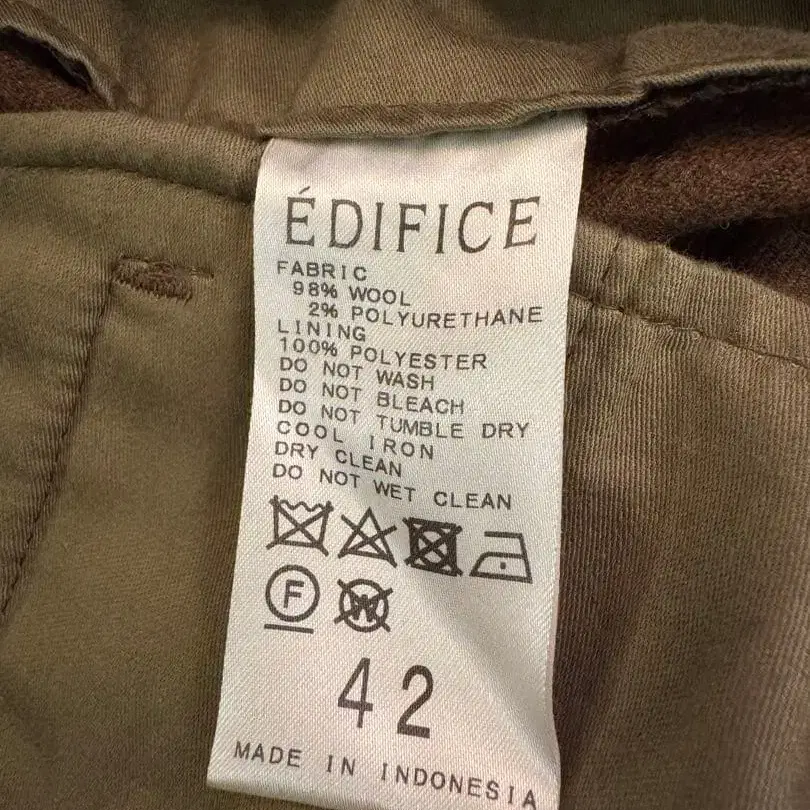 ÉDIFICE
FABRIC
98% WOOL
2% POLYURETHANE
LINING
100% POLYESTER
DO NOT WASH
DO NOT BLEACH
DO NOT TUMBLE DRY
COOL IRON
DRY CLEAN
DO NOT WET CLEAN
F W
42
MADE IN INDONESIA